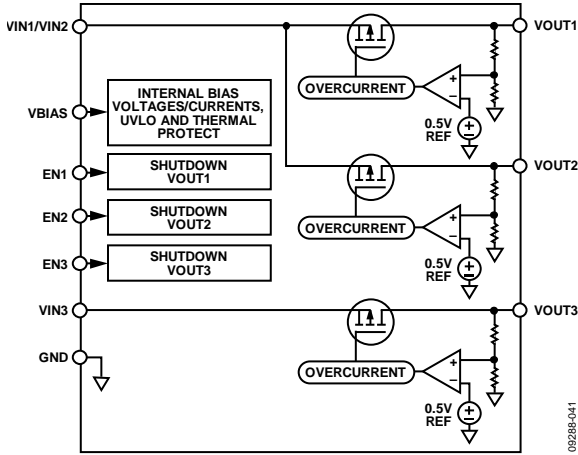 VIN1/VIN2
VOUT1
OVERCURRENT
+
–
0.5V
REF
VBIAS
INTERNAL BIAS
VOLTAGES/CURRENTS,
UVLO AND THERMAL
PROTECT
EN1
SHUTDOWN
VOUT1
VOUT2
EN2
SHUTDOWN
VOUT2
OVERCURRENT
+
–
0.5V
REF
EN3
SHUTDOWN
VOUT3
VIN3
VOUT3
GND
OVERCURRENT
+
–
0.5V
REF
09288-041